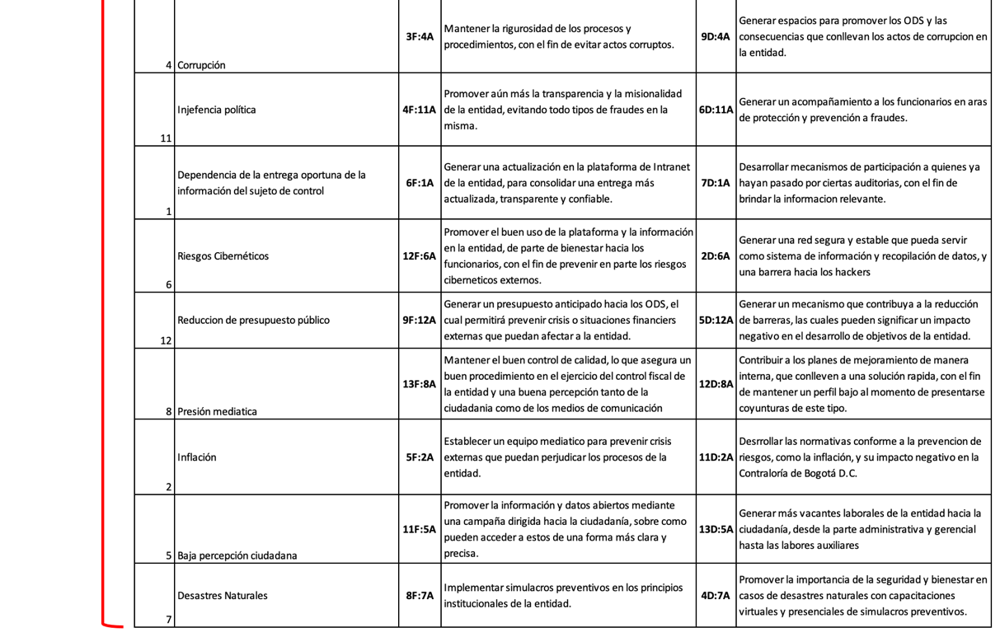 4 Corrupción
3F:4A
Mantener la rigurosidad de los procesos y
procedimientos, con el fin de evitar actos corruptos.
9D:4A
Generar espacios para promover los ODS y las
consecuencias que conllevan los actos de corrupcion en
la entidad.
11
Injefencia política
4F:11A
Promover aún más la transparencia y la misionalidad
de la entidad, evitando todo tipos de fraudes en la
misma.
6D:11A
Generar un acompañamiento a los funcionarios en aras
de protección y prevención a fraudes.
1
Dependencia de la entrega oportuna de la
información del sujeto de control
6F:1A
Generar una actualización en la plataforma de Intranet
de la entidad, para consolidar una entrega más
actualizada, transparente y confiable.
7D:1A
Desarrollar mecanismos de participación a quienes ya
hayan pasado por ciertas auditorias, con el fin de
brindar la informacion relevante.
6
Riesgos Cibernéticos
12F:6A
Promover el buen uso de la plataforma y la información
en la entidad, de parte de bienestar hacia los
funcionarios, con el fin de prevenir en parte los riesgos
ciberneticos externos.
2D:6A
Generar una red segura y estable que pueda servir
como sistema de información y recopilación de datos, y
una barrera hacia los hackers
12
Reduccion de presupuesto público
9F:12A
Generar un presupuesto anticipado hacia los ODS, el
cual permitirá prevenir crisis o situaciones financiers
externas que puedan afectar a la entidad.
5D:12A
Generar un mecanismo que contribuya a la reducción
de barreras, las cuales pueden significar un impacto
negativo en el desarrollo de objetivos de la entidad.
8 Presión mediatica
13F:8A
Mantener el buen control de calidad, lo que asegura un
buen procedimiento en el ejercicio del control fiscal de
la entidad y una buena percepción tanto de la
ciudadania como de los medios de comunicación
12D:8A
Contribuir a los planes de mejoramiento de manera
interna, que conlleven a una solución rapida, con el fin
de mantener un perfil bajo al momento de presentarse
coyunturas de este tipo.
2
Inflación
5F:2A
Establecer un equipo mediatico para prevenir crisis
externas que puedan perjudicar los procesos de la
entidad.
11D:2A
Desrrollar las normativas conforme a la prevencion de
riesgos, como la inflación, y su impacto negativo en la
Contraloría de Bogotá D.C.
5 Baja percepción ciudadana
11F:5A
Promover la información y datos abiertos mediante
una campaña dirigida hacia la ciudadanía, sobre como
pueden acceder a estos de una forma más clara y
precisa.
13D:5A
Generar más vacantes laborales de la entidad hacia la
ciudadanía, desde la parte administrativa y gerencial
hasta las labores auxiliares
7
Desastres Naturales
8F:7A
Implementar simulacros preventivos en los principios
institucionales de la entidad.
4D:7A
Promover la importancia de la seguridad y bienestar en
casos de desastres naturales con capacitaciones
virtuales y presenciales de simulacros preventivos.